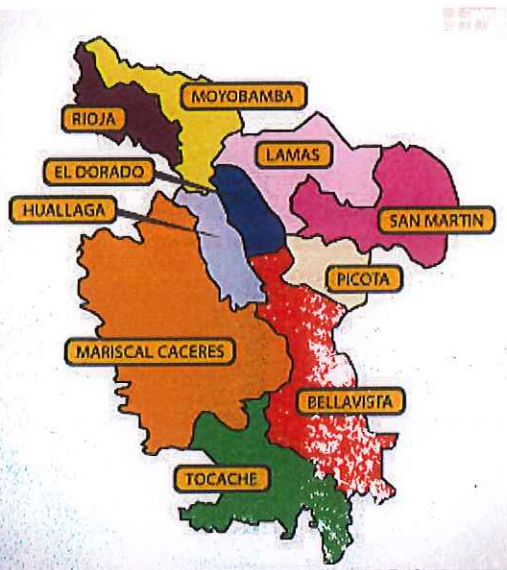 MOYOBAMBA
RIOJA
LAMAS
EL DORADO
HUALLAGA
SAN MARTIN
PICOTA
MARISCAL CACERES
BELLAVISTA
TOCACHE